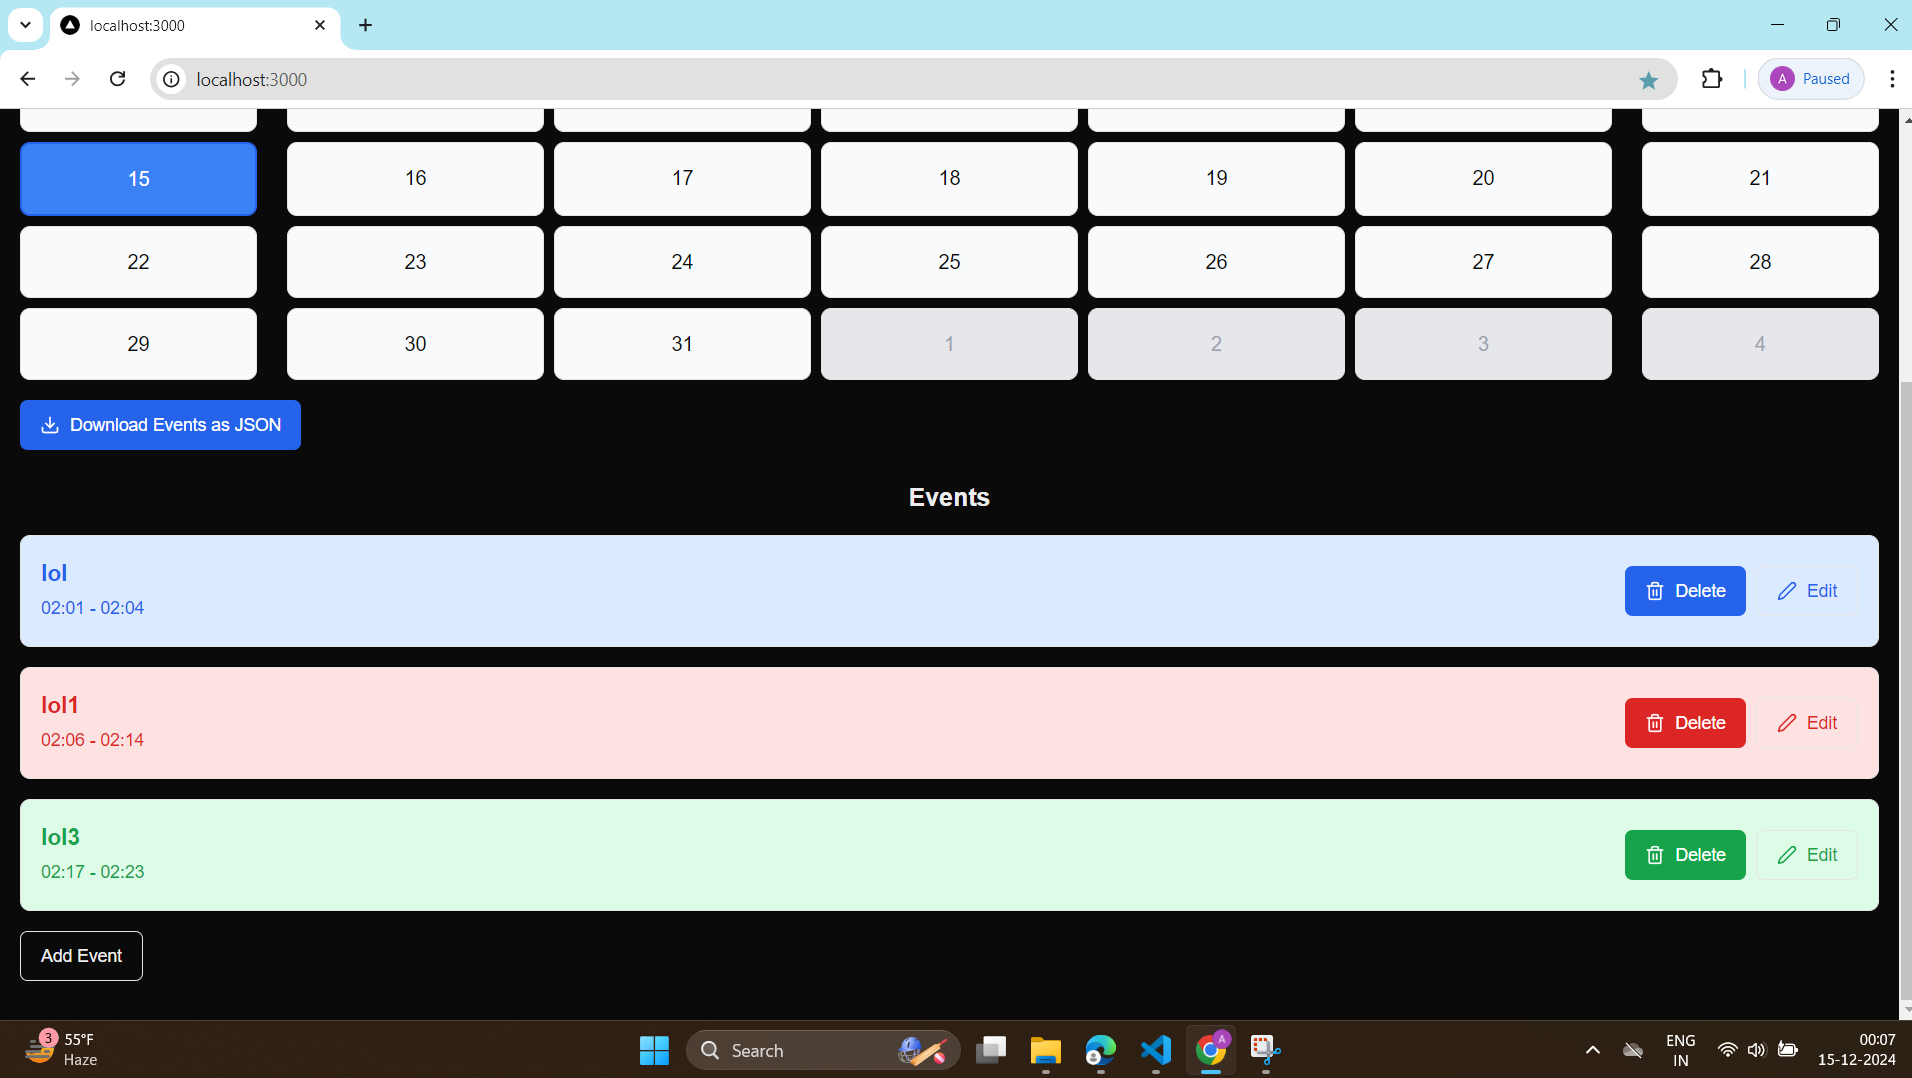 localhost:3000
localhost:3000
A Paused
15 16 17 18 19 20 21
22 23 24 25 26 27 28
29 30 31 1 2 3 4
Download Events as JSON
Events
lol
02:01 - 02:04
Delete Edit
lol1
02:06 - 02:14
Delete Edit
lol3
02:17 - 02:23
Delete Edit
Add Event
3 55°F
Haze
Search
A
ENG
IN
00:07
15-12-2024